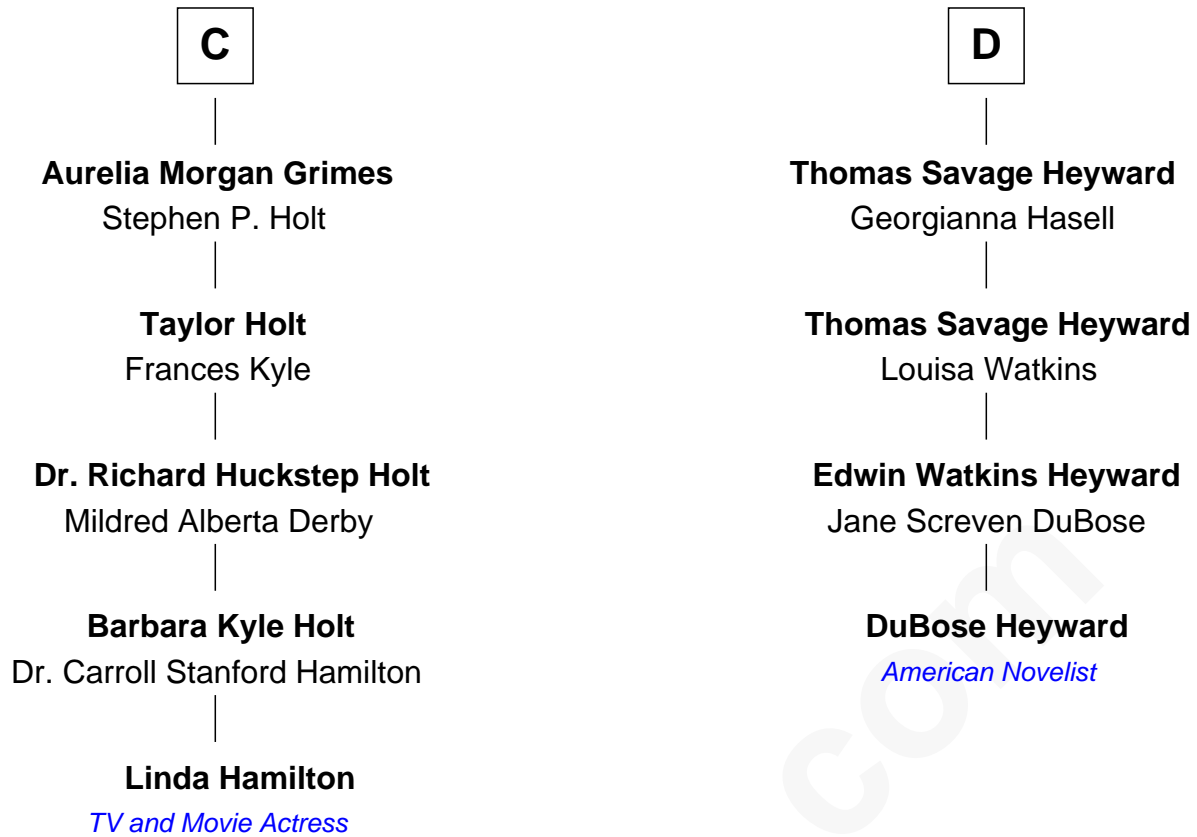 C
Aurelia Morgan Grimes
Stephen P. Holt
Taylor Holt
Frances Kyle
Dr. Richard Huckstep Holt
Mildred Alberta Derby
Barbara Kyle Holt
Dr. Carroll Stanford Hamilton
Linda Hamilton
TV and Movie Actress
D
Thomas Savage Heyward
Georgianna Hasell
Thomas Savage Heyward
Louisa Watkins
Edwin Watkins Heyward
Jane Screven DuBose
DuBose Heyward
American Novelist
com